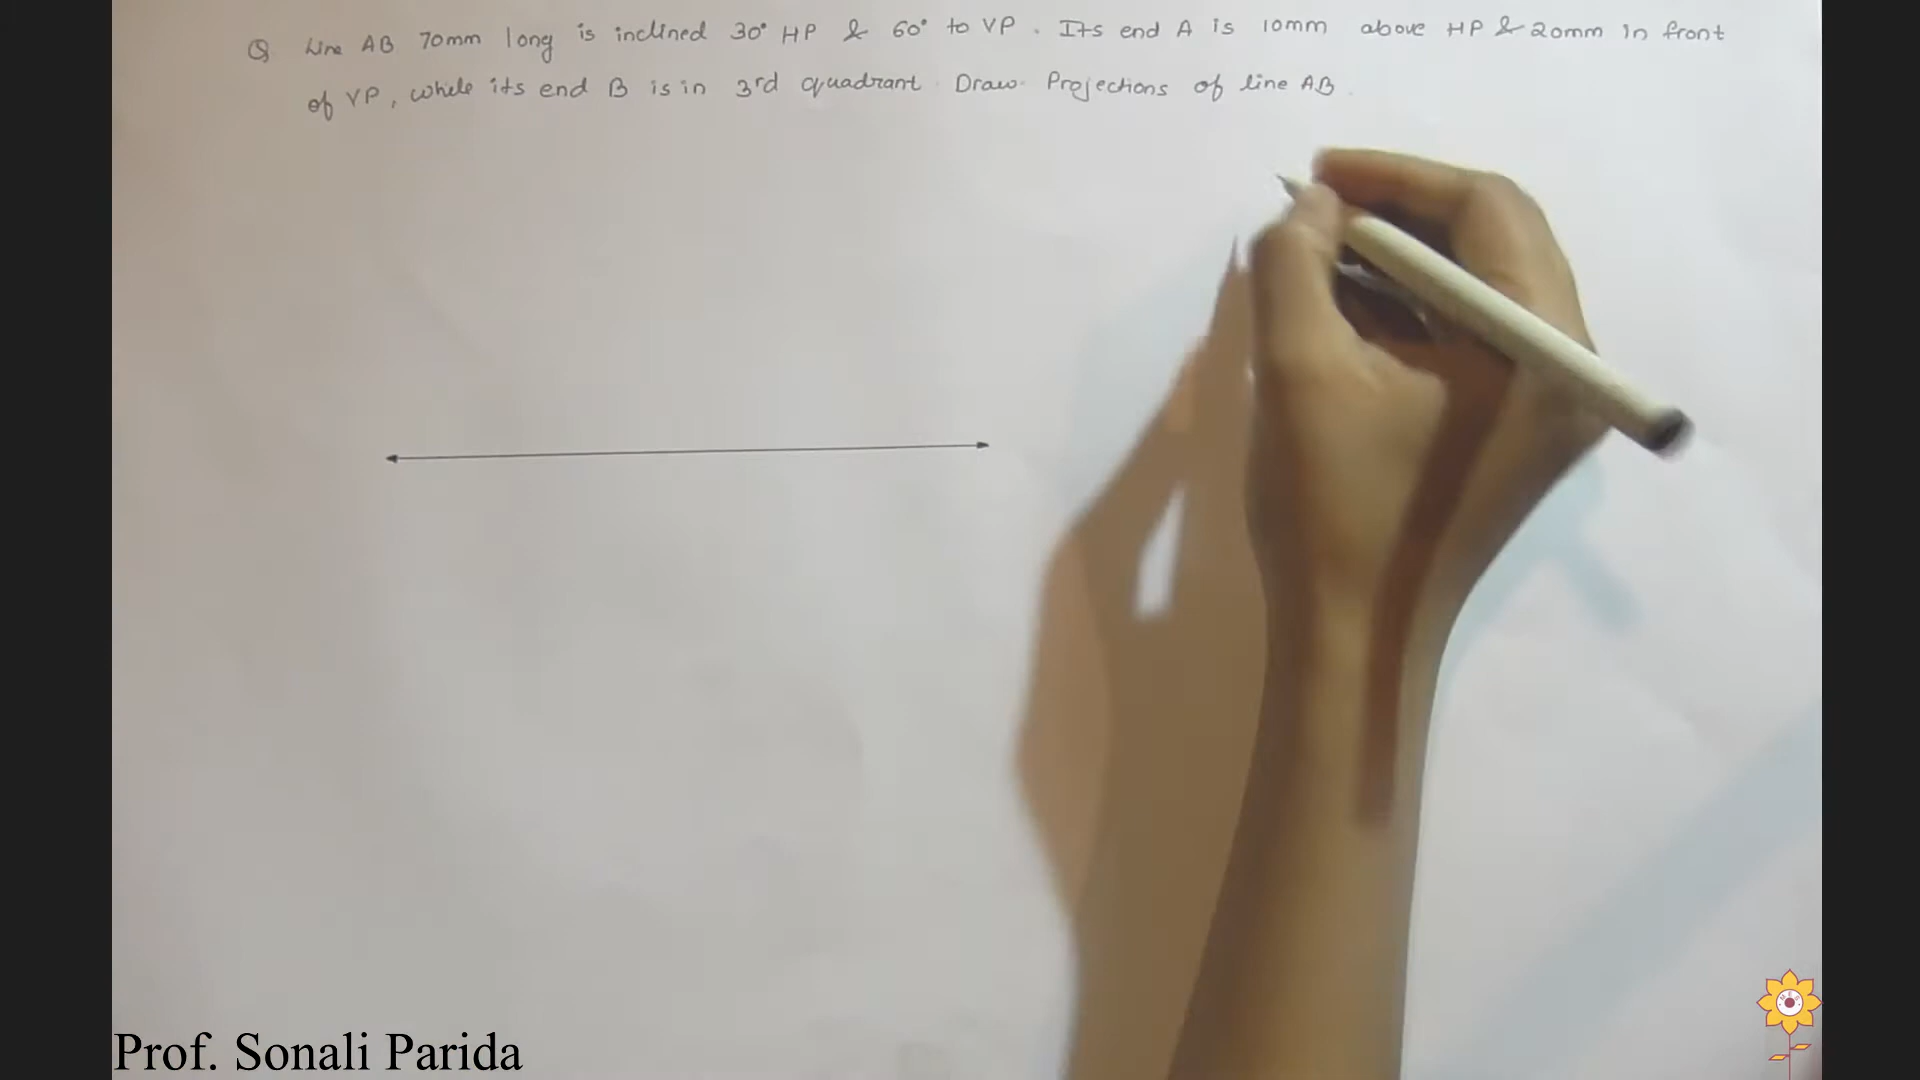 Q Line AB 70mm long is inclined 30° HP & 60° to VP. Its end A is 10mm above HP & 20mm in front
of VP, while its end B is in 3rd quadrant. Draw Projections of line AB.
Prof. Sonali Parida